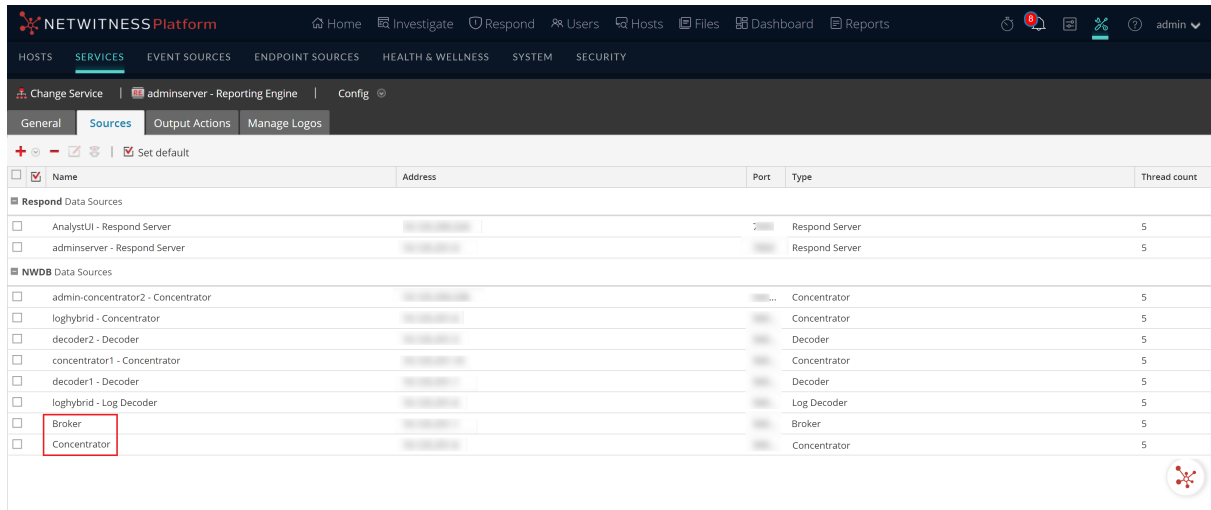 NETWITNESS Platform Home Investigate Respond Users Hosts Files Dashboard Reports 8 admin
HOSTS SERVICES EVENT SOURCES ENDPOINT SOURCES HEALTH & WELLNESS SYSTEM SECURITY
Change Service | RE adminserver - Reporting Engine | Config
General Sources Output Actions Manage Logos
Set default
Name Address Port Type Thread count
Respond Data Sources
AnalystUI - Respond Server Respond Server 5
adminserver - Respond Server Respond Server 5
NWDB Data Sources
admin-concentrator2 - Concentrator Concentrator 5
loghybrid - Concentrator Concentrator 5
decoder2 - Decoder Decoder 5
concentrator1 - Concentrator Concentrator 5
decoder1 - Decoder Decoder 5
loghybrid - Log Decoder Log Decoder 5
Broker Broker 5
Concentrator Concentrator 5